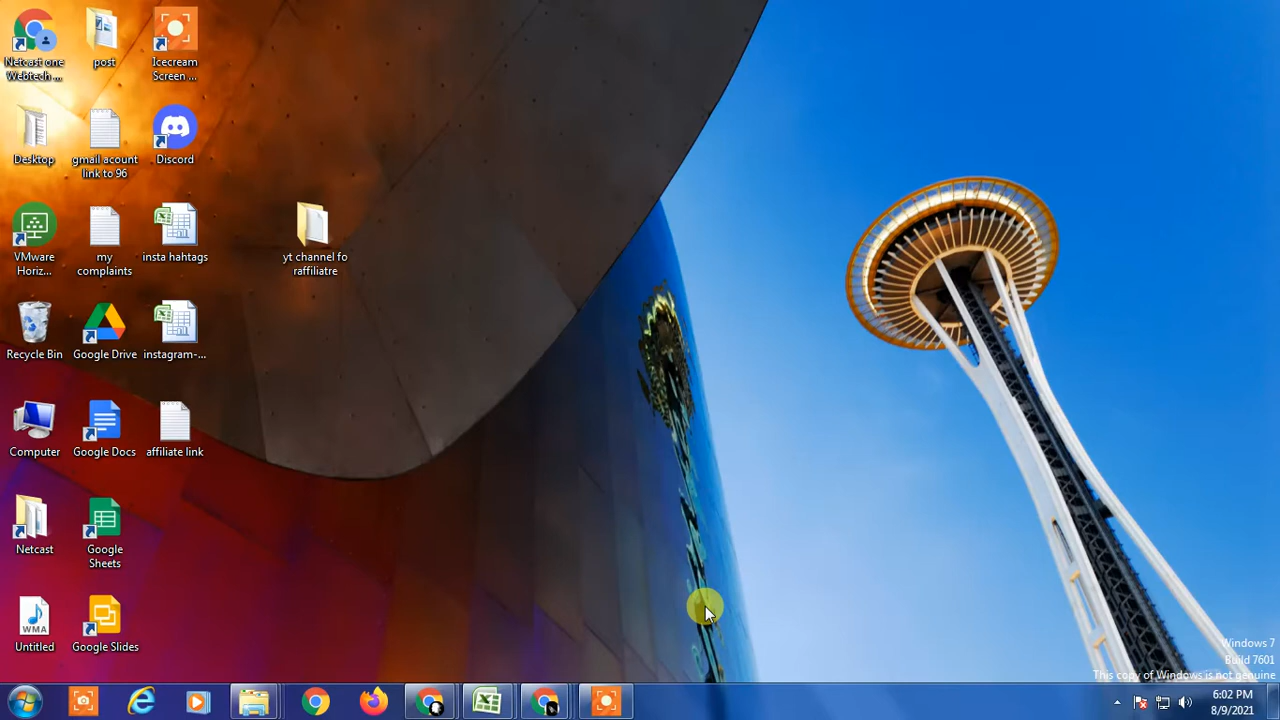 Netcast one
Webtech ...
post
Icecream
Screen ...
Desktop
gmail acount
link to 96
Discord
VMware
Horiz...
my
complaints
insta hahtags
yt channel fo
raffiliatre
Recycle Bin
Google Drive
instagram-...
Computer
Google Docs
affiliate link
Netcast
Google
Sheets
WMA
Untitled
Google Slides
Windows 7
Build 7601
This copy of Windows is not genuine
6:02 PM
8/9/2021